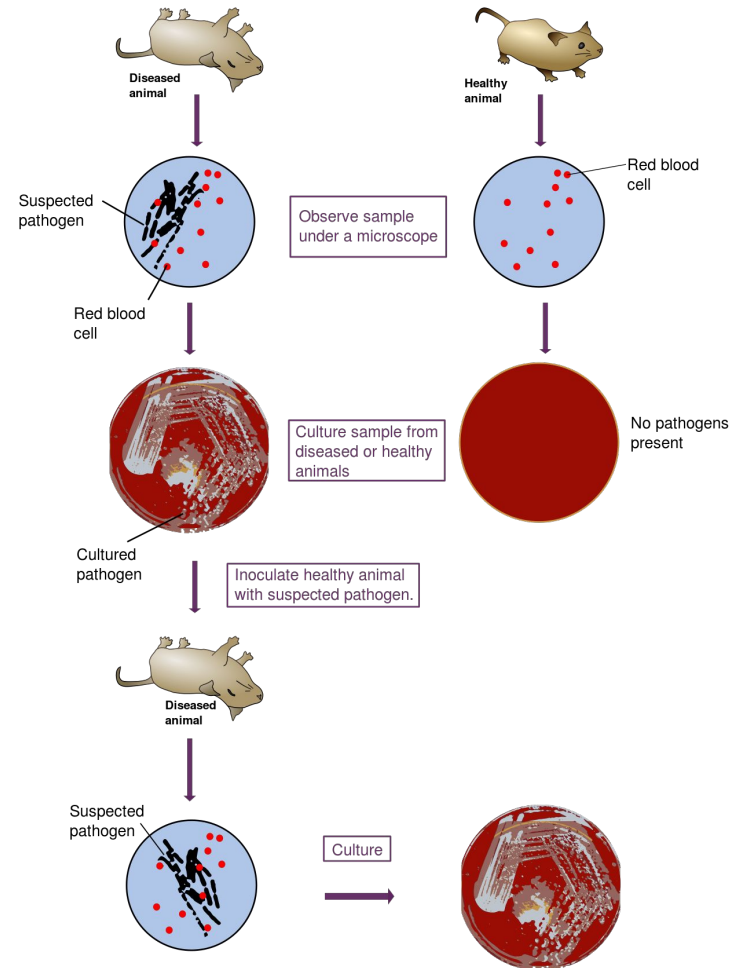 Diseased
animal
Healthy
animal
Suspected
pathogen
Observe sample
under a microscope
Red blood
cell
Red blood
cell
Culture sample from
diseased or healthy
animals
No pathogens
present
Cultured
pathogen
Inoculate healthy animal
with suspected pathogen.
Diseased
animal
Suspected
pathogen
Culture